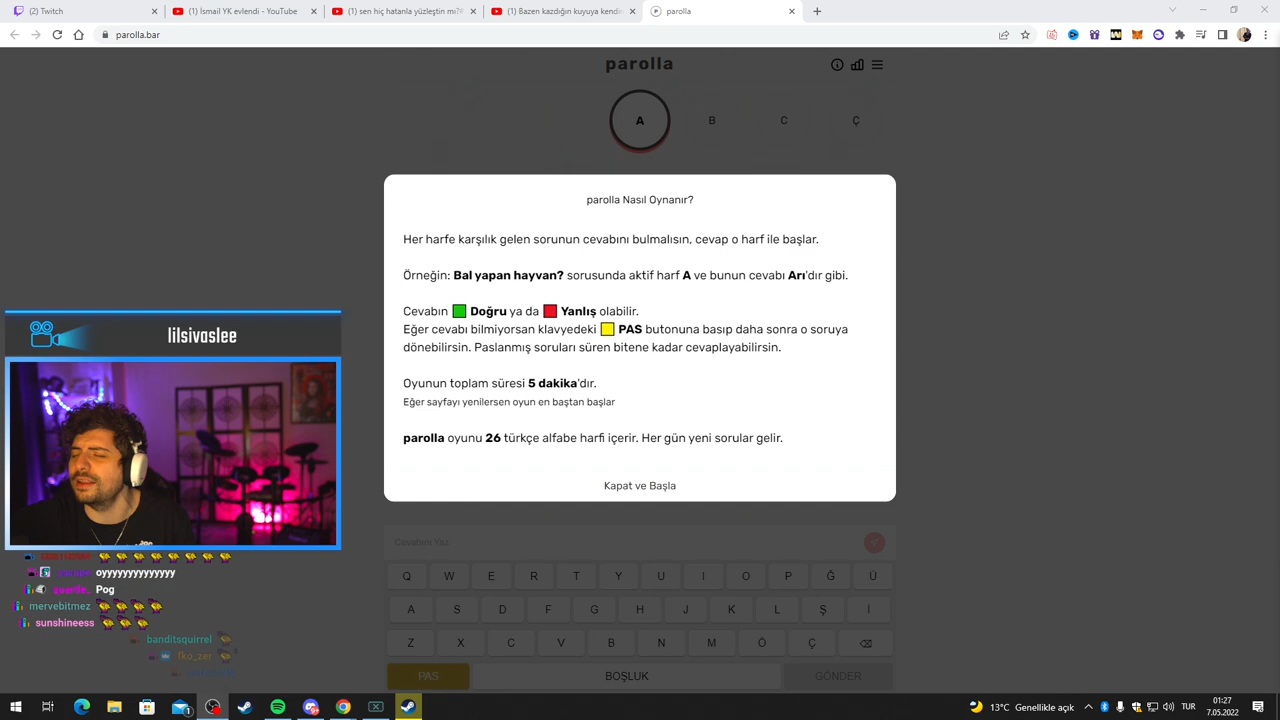 (2) Twitch
(1) İsmail YK evlendi - YouTube
(1) sen hiç hatanla yüzleştin mi?
(1) Bazen kazdığın kuyuya kendi
parolla
parolla.bar
parolla
A B C Ç
parolla Nasıl Oynanır?
Her harfe karşılık gelen sorunun cevabını bulmalısın, cevap o harf ile başlar.
Örneğin: Bal yapan hayvan? sorusunda aktif harf A ve bunun cevabı Arı'dır gibi.
Cevabın Doğru ya da Yanlış olabilir.
Eğer cevabı bilmiyorsan klavyedeki PAS butonuna basıp daha sonra o soruya
dönebilirsin. Paslanmış soruları süren bitene kadar cevaplayabilirsin.
Oyunun toplam süresi 5 dakika'dır.
Eğer sayfayı yenilersen oyun en baştan başlar
parolla oyunu 26 türkçe alfabe harfi içerir. Her gün yeni sorular gelir.
Kapat ve Başla
lilsivaslee
oyyyyyyyyyyyyyy
Pog
mervebitmez
sunshineess
banditsquirrel
fko_zer
Cevabını Yaz
Q W E R T Y U I O P Ğ Ü
A S D F G H J K L Ş İ
Z X C V B N M Ö Ç
PAS BOŞLUK GÖNDER
13°C Genellikle açık
TUR
01:27
7.05.2022